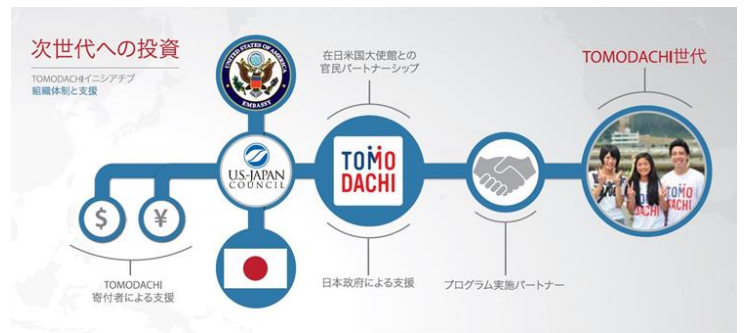 次世代への投資
TOMODACHIイニシアチブ
組織体制と支援
UNITED STATES OF AMERICA
EMBASSY
在日米国大使館との
官民パートナーシップ
TOMODACHI世代
US-JAPAN
COUNCIL
TOMO
DACHI
$
¥
TOMODACHI
寄付者による支援
日本政府による支援
プログラム実施パートナー